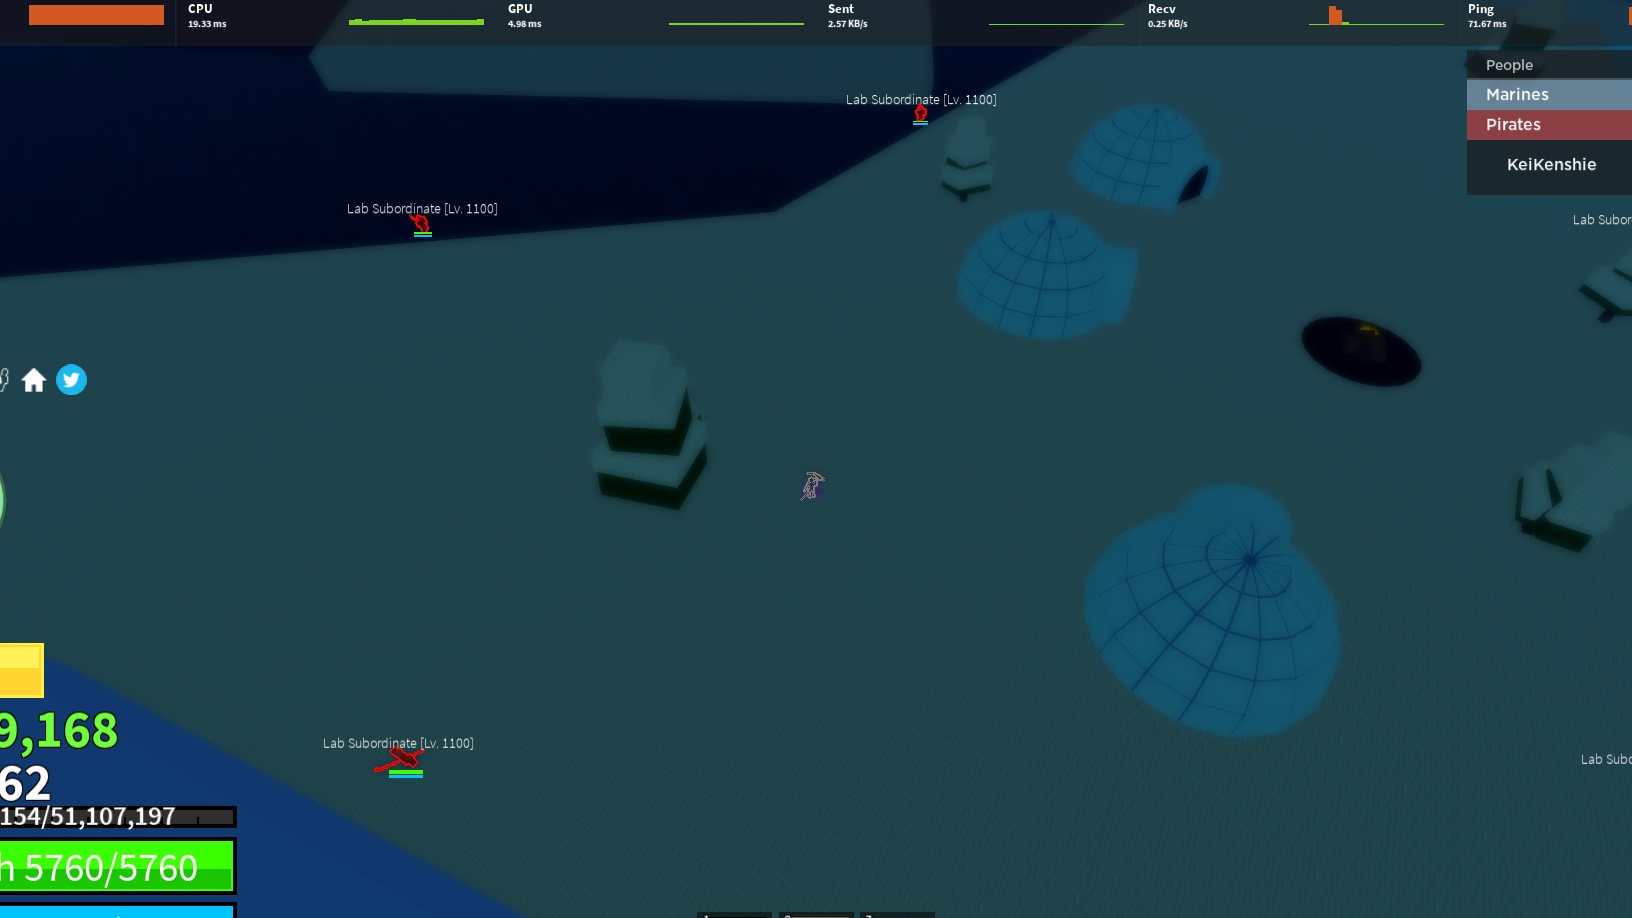 CPU
19.33 ms
GPU
4.98 ms
Sent
2.57 KB/s
Recv
0.25 KB/s
Ping
71.67 ms
People
Marines
Pirates
KeiKenshie
Lab Subordinate [Lv. 1100]
Lab Subordinate [Lv. 1100]
Lab Subor
Lab Subordinate [Lv. 1100]
Lab Subo
9,168
62
154/51,107,197
h 5760/5760